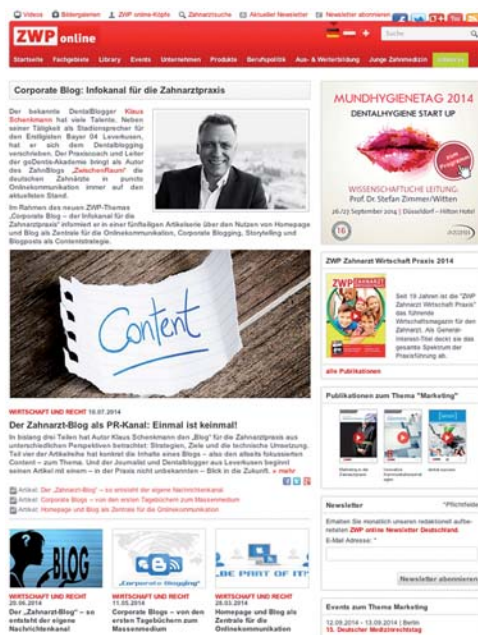 Videos Bildergalerien ZWP online-Köpfe Zahnarztsuche Aktueller Newsletter Newsletter abonnieren
ZWP online
Suche
Startseite Fachgebiete Library Events Unternehmen Produkte Berufspolitik Aus- & Weiterbildung Junge Zahnmedizin
Corporate Blog: Infokanal für die Zahnarztpraxis
Der bekannte DentalBlogger Klaus
Schenkmann hat viele Talente. Neben
seiner Tätigkeit als Stadionsprecher für
den Erstligisten Bayer 04 Leverkusen,
hat er sich dem Dentalblogging
verschrieben. Der Praxiscoach und Leiter
der goDentis-Akademie bringt als Autor
des ZahnBlogs „ZwischenRaum“ die
deutschen Zahnärzte in puncto
Onlinekommunikation immer auf den
aktuellsten Stand.
Im Rahmen des neuen ZWP-Themas
„Corporate Blog – der Infokanal für die
Zahnarztpraxis“ informiert er in einer fünfteiligen Artikelserie über den Nutzen von Homepage
und Blog als Zentrale für die Onlinekommunikation, Corporate Blogging, Storytelling und
Blogposts als Contentstrategie.
Content
WIRTSCHAFT UND RECHT 10.07.2014
Der Zahnarzt-Blog als PR-Kanal: Einmal ist keinmal!
In bislang drei Teilen hat Autor Klaus Schenkmann den „Blog“ für die Zahnarztpraxis aus
unterschiedlichen Perspektiven betrachtet: Strategien, Ziele und die technische Umsetzung.
Teil vier der Artikelreihe hat konkret die Inhalte eines Blogs – also den allseits fokussierten
Content – zum Thema. Und der Journalist und Dentalblogger aus Leverkusen beginnt
seinen Artikel mit einem – in der Praxis nicht unbekannten – Blick in die Zukunft. » mehr
Artikel: Der „Zahnarzt-Blog“ – so entsteht der eigene Nachrichtenkanal
Artikel: Corporate Blogs – von den ersten Tagebüchern zum Massenmedium
Artikel: Homepage und Blog als Zentrale für die Onlinekommunikation
BLOG
"Corporate Blogging"
BE PART OF IT!
WIRTSCHAFT UND RECHT
20.06.2014
Der „Zahnarzt-Blog“ – so
entsteht der eigene
Nachrichtenkanal
WIRTSCHAFT UND RECHT
11.05.2014
Corporate Blogs – von den
ersten Tagebüchern zum
Massenmedium
WIRTSCHAFT UND RECHT
28.03.2014
Homepage und Blog als
Zentrale für die
Onlinekommunikation
MUNDHYGIENETAG 2014
DENTALHYGIENE START UP
zum
Programm
WISSENSCHAFTLICHE LEITUNG:
Prof. Dr. Stefan Zimmer/Witten
26./27. September 2014 | Düsseldorf – Hilton Hotel
16
ZWP Zahnarzt Wirtschaft Praxis 2014
Seit 19 Jahren ist die "ZWP
Zahnarzt Wirtschaft Praxis"
das führende
Wirtschaftsmagazin für den
Zahnarzt. Als General-
Interest-Titel deckt sie das
gesamte Spektrum der
Praxisführung ab.
alle Publikationen
Publikationen zum Thema "Marketing"
Newsletter *Pflichtfelder
Erhalten Sie monatlich unseren redaktionell aufbe-
reiteten ZWP online Newsletter Deutschland.
E-Mail Adresse: *
Newsletter abonnieren
Events zum Thema Marketing
12.09.2014 - 13.09.2014 | Berlin
15. Deutscher Medizinrechtstag